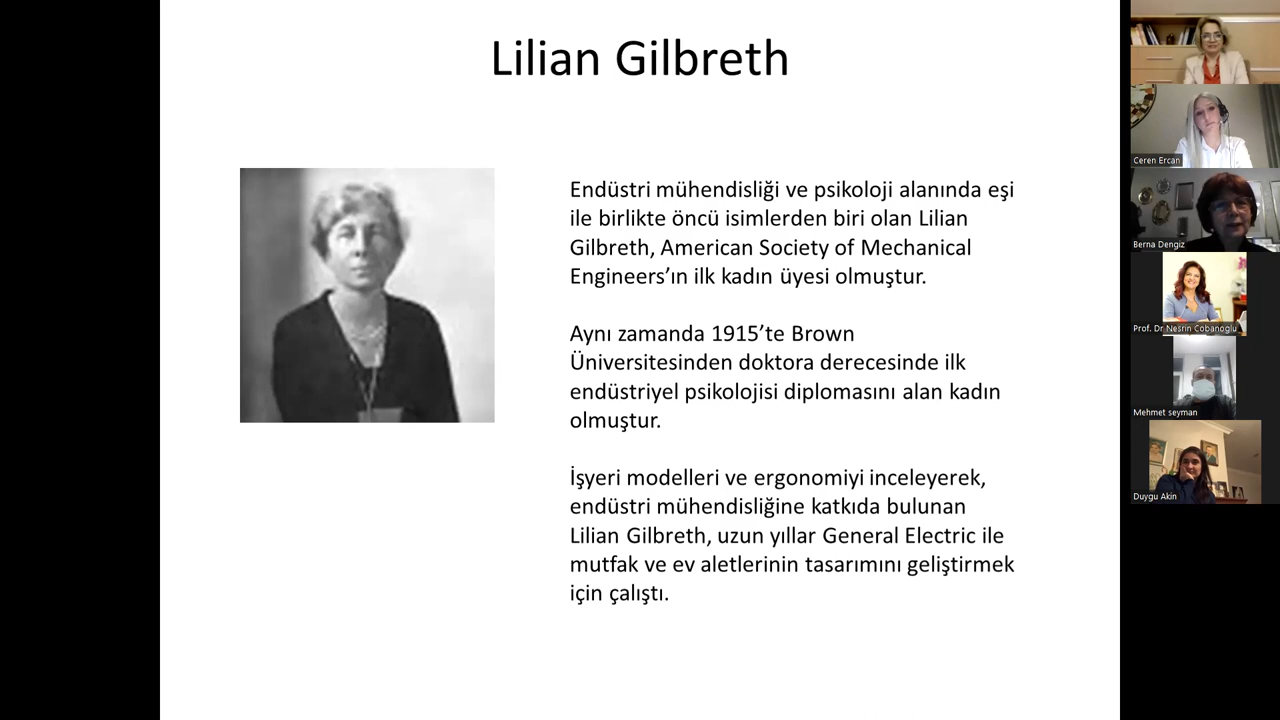 Lilian Gilbreth
Endüstri mühendisliği ve psikoloji alanında eşi
ile birlikte öncü isimlerden biri olan Lilian
Gilbreth, American Society of Mechanical
Engineers’ın ilk kadın üyesi olmuştur.
Aynı zamanda 1915’te Brown
Üniversitesinden doktora derecesinde ilk
endüstriyel psikolojisi diplomasını alan kadın
olmuştur.
İşyeri modelleri ve ergonomiyi inceleyerek,
endüstri mühendisliğine katkıda bulunan
Lilian Gilbreth, uzun yıllar General Electric ile
mutfak ve ev aletlerinin tasarımını geliştirmek
için çalıştı.
Ceren Ercan
Berna Dengiz
Prof. Dr Nesrin Cobanoglu
Mehmet seyman
Duygu Akin